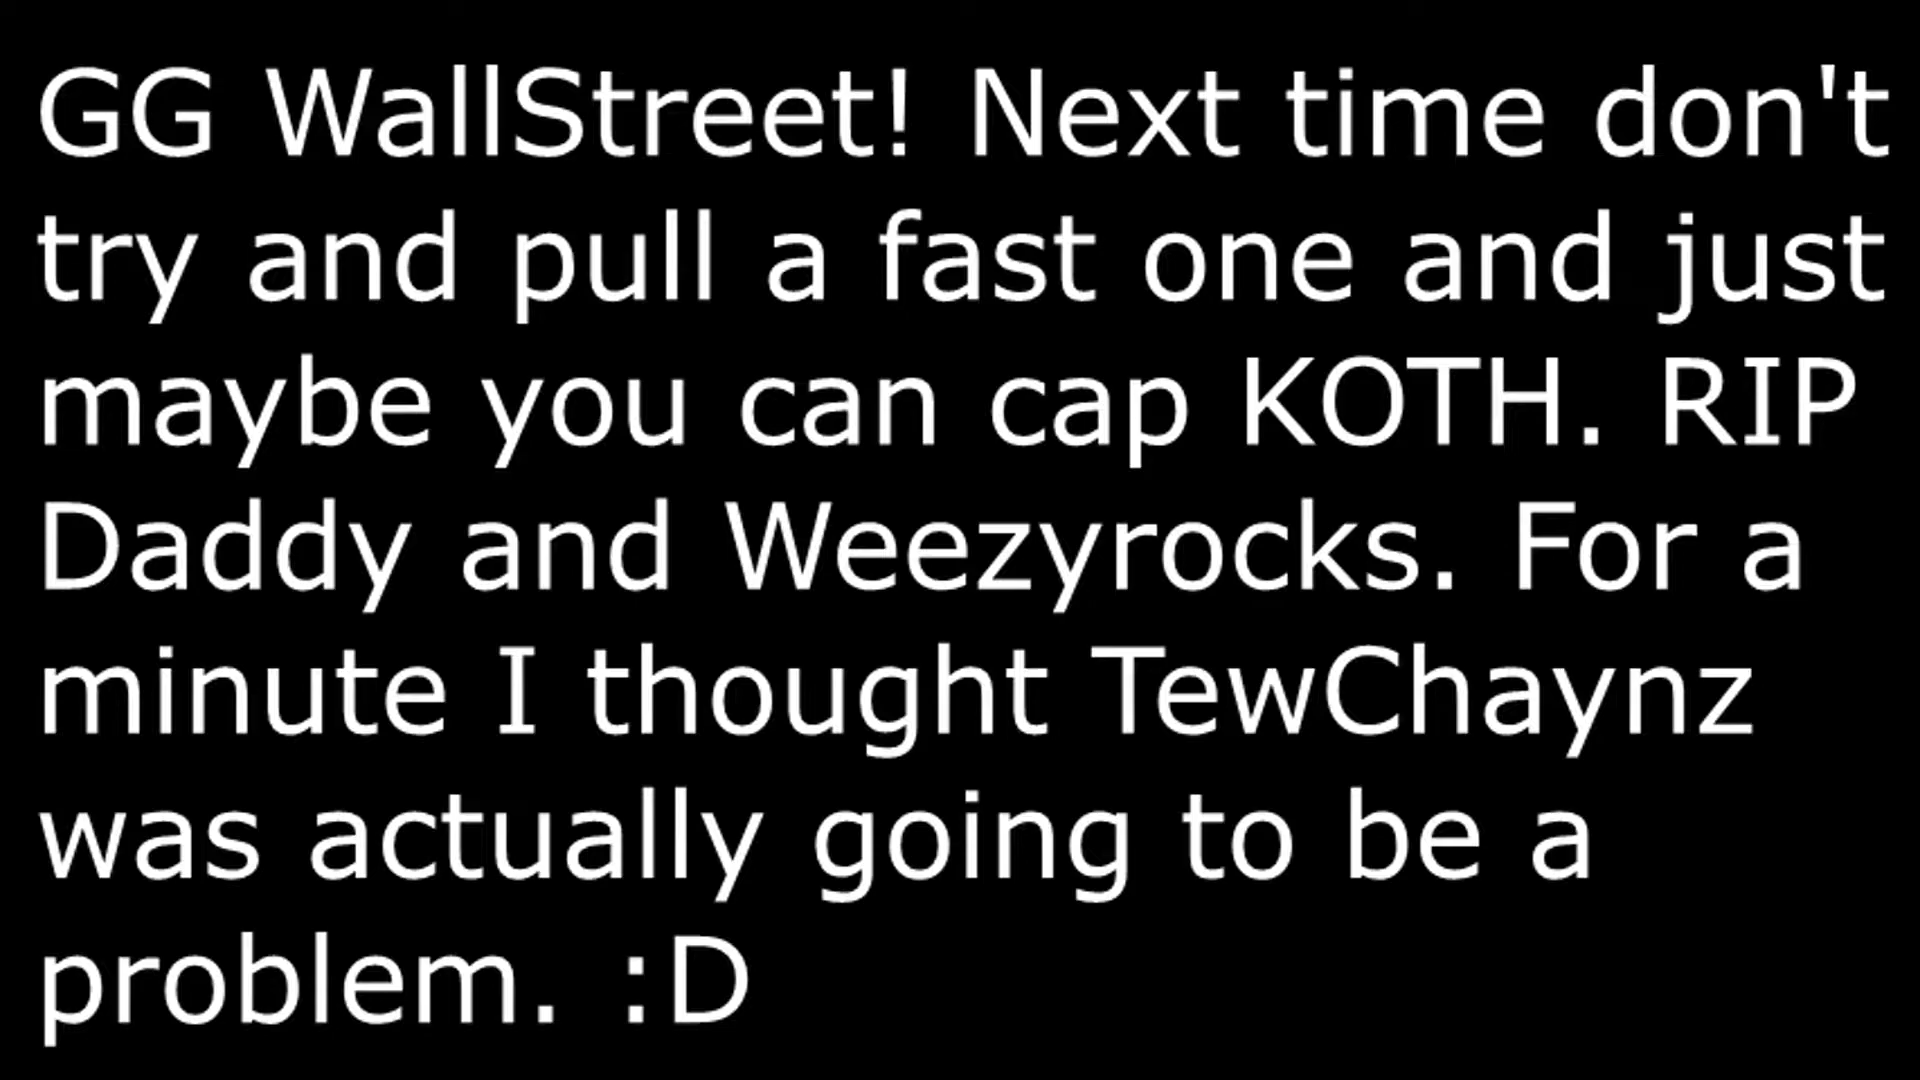 GG WallStreet! Next time don't
try and pull a fast one and just
maybe you can cap KOTH. RIP
Daddy and Weezyrocks. For a
minute I thought TewChaynz
was actually going to be a
problem. :D